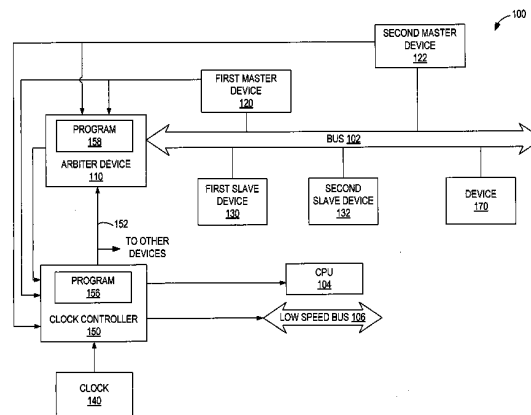 100
SECOND MASTER
DEVICE
122
FIRST MASTER
DEVICE
120
PROGRAM
158
ARBITER DEVICE
110
BUS 102
FIRST SLAVE
DEVICE
130
SECOND
SLAVE DEVICE
132
DEVICE
170
152
TO OTHER
DEVICES
PROGRAM
156
CLOCK CONTROLLER
150
CPU
104
LOW SPEED BUS 106
CLOCK
140